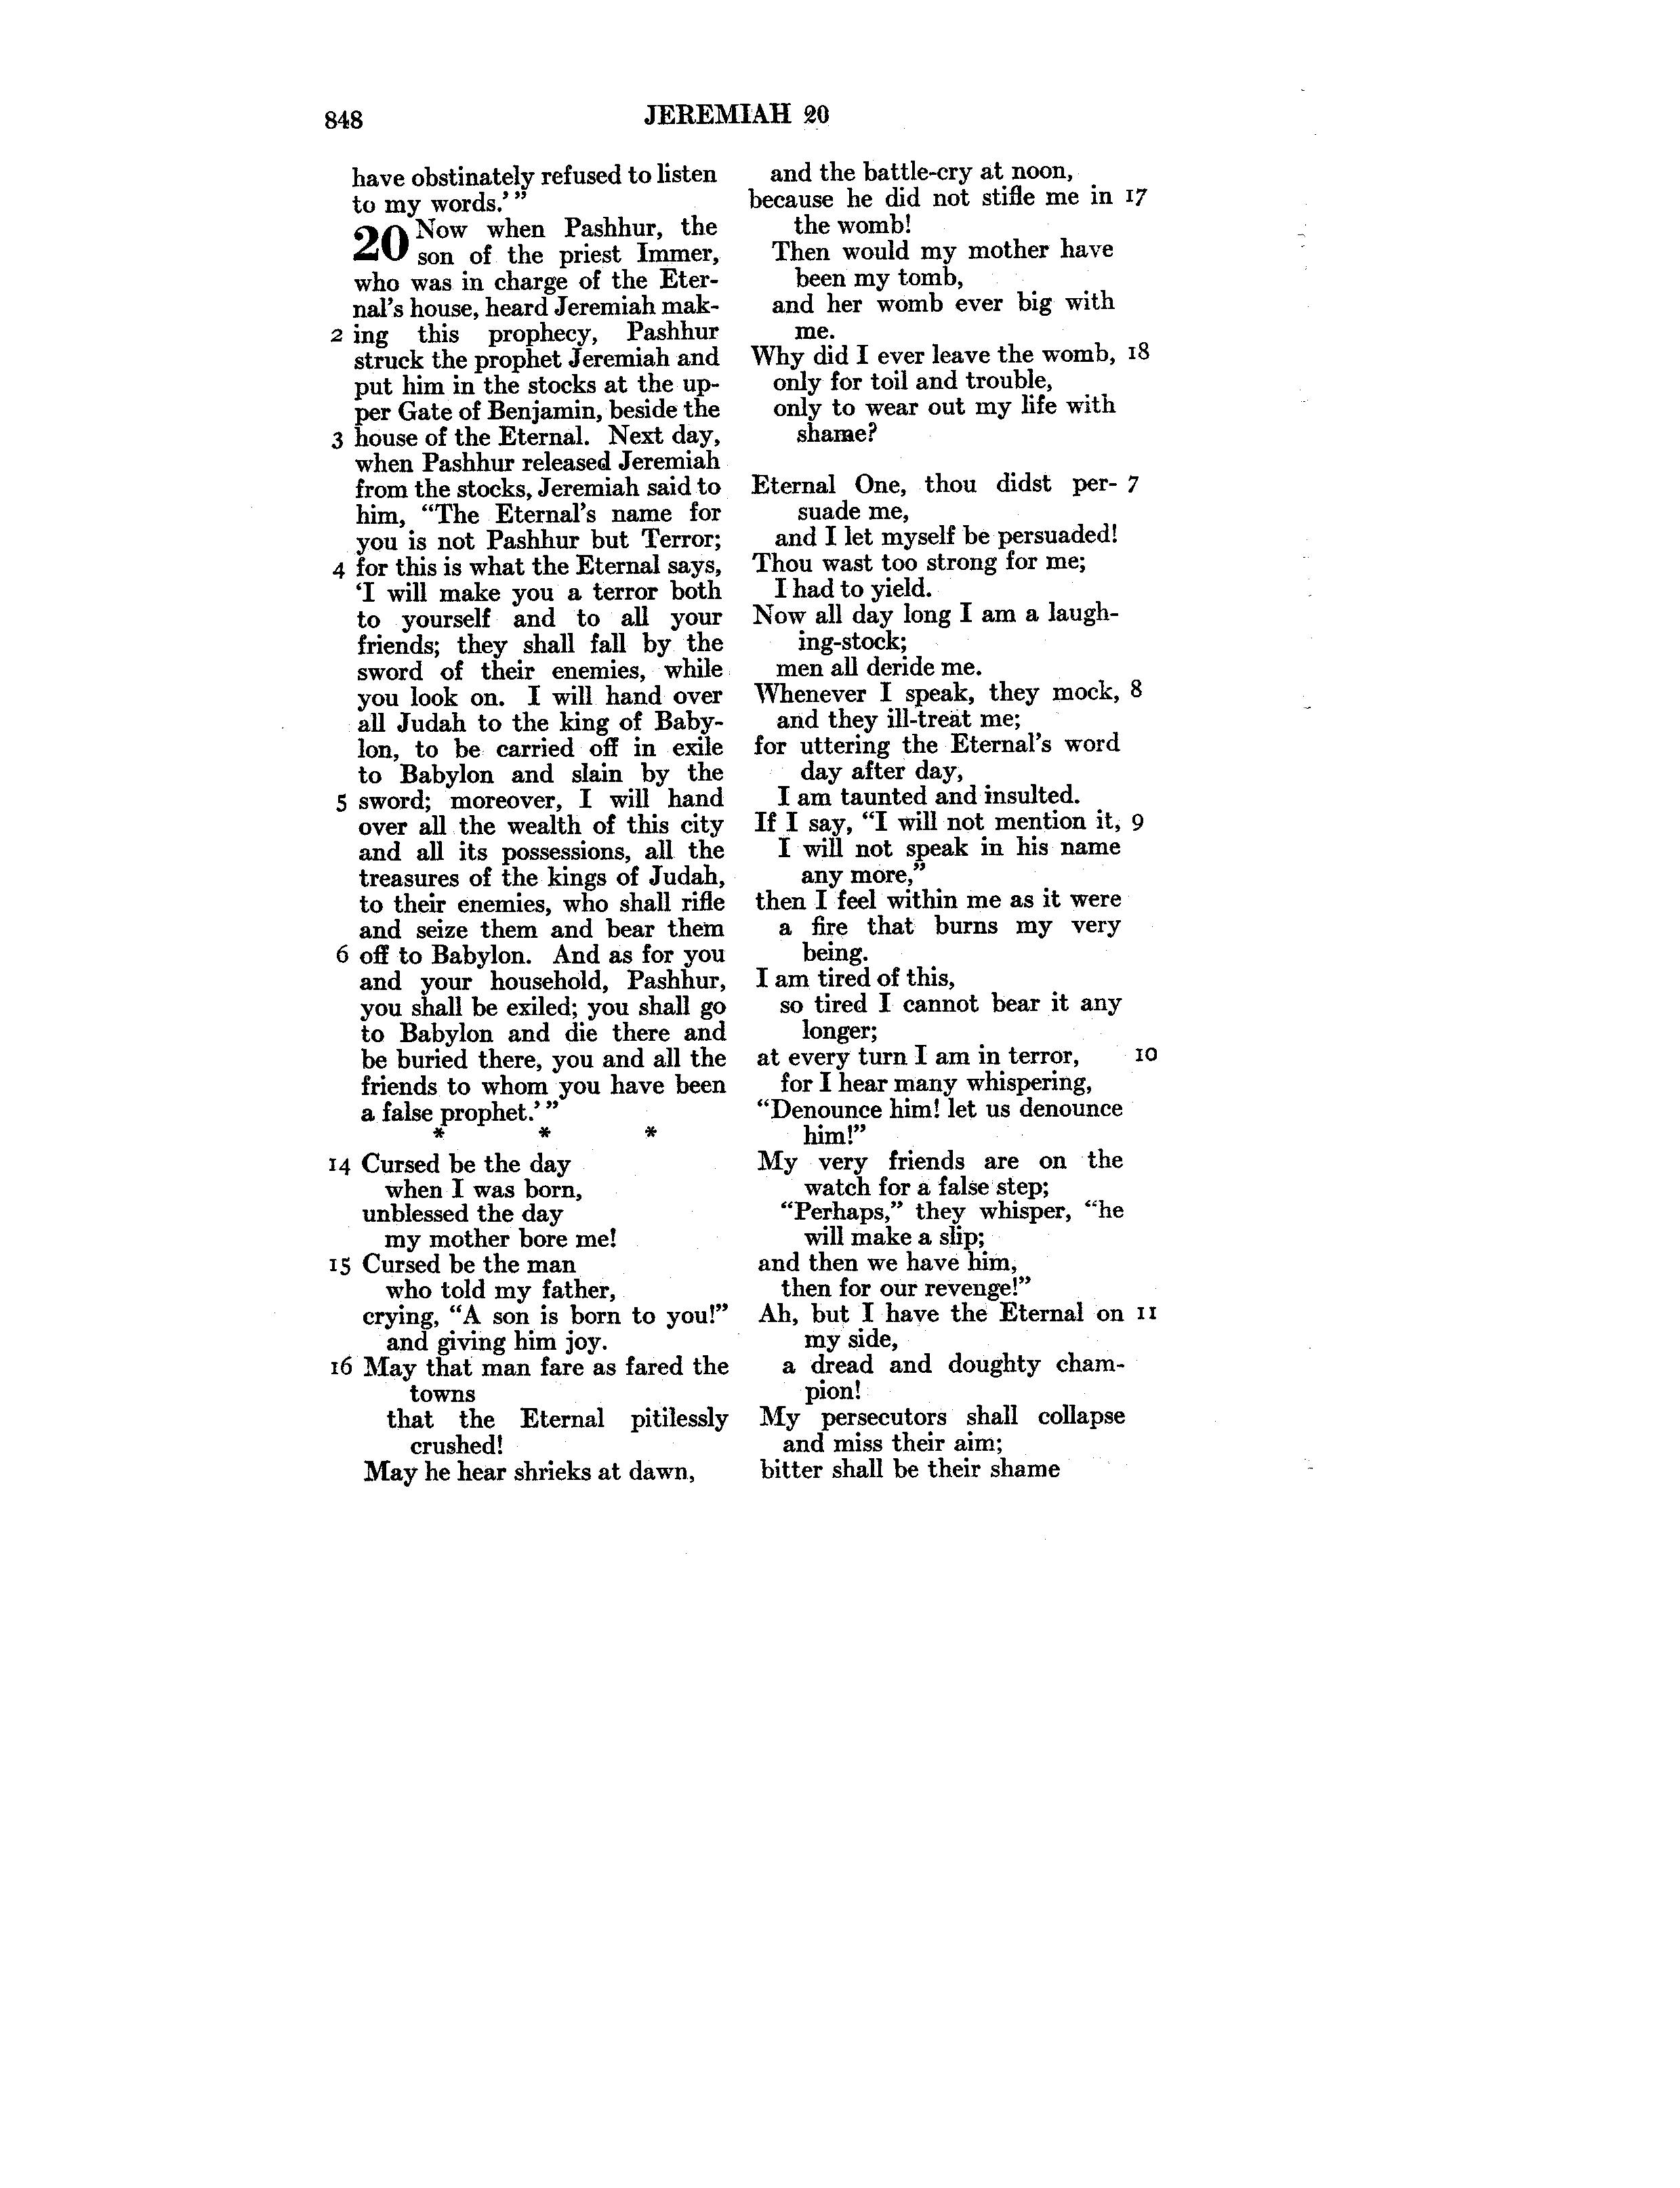 848
JEREMIAH 20
have obstinately refused to listen
to my words.’ ”
20 Now when Pashhur, the
son of the priest Immer,
who was in charge of the Eter-
nal’s house, heard Jeremiah mak-
2 ing this prophecy, Pashhur
struck the prophet Jeremiah and
put him in the stocks at the up-
per Gate of Benjamin, beside the
3 house of the Eternal. Next day,
when Pashhur released Jeremiah
from the stocks, Jeremiah said to
him, “The Eternal’s name for
you is not Pashhur but Terror;
4 for this is what the Eternal says,
‘I will make you a terror both
to yourself and to all your
friends; they shall fall by the
sword of their enemies, while
you look on. I will hand over
all Judah to the king of Baby-
lon, to be carried off in exile
to Babylon and slain by the
5 sword; moreover, I will hand
over all the wealth of this city
and all its possessions, all the
treasures of the kings of Judah,
to their enemies, who shall rifle
and seize them and bear them
6 off to Babylon. And as for you
and your household, Pashhur,
you shall be exiled; you shall go
to Babylon and die there and
be buried there, you and all the
friends to whom you have been
a false prophet.’ ”
* * *
14 Cursed be the day
when I was born,
unblessed the day
my mother bore me!
15 Cursed be the man
who told my father,
crying, “A son is born to you!”
and giving him joy.
16 May that man fare as fared the
towns
that the Eternal pitilessly
crushed!
May he hear shrieks at dawn,
and the battle-cry at noon,
because he did not stifle me in 17
the womb!
Then would my mother have
been my tomb,
and her womb ever big with
me.
Why did I ever leave the womb, 18
only for toil and trouble,
only to wear out my life with
shame?
Eternal One, thou didst per- 7
suade me,
and I let myself be persuaded!
Thou wast too strong for me;
I had to yield.
Now all day long I am a laugh-
ing-stock;
men all deride me.
Whenever I speak, they mock, 8
and they ill-treat me;
for uttering the Eternal’s word
day after day,
I am taunted and insulted.
If I say, “I will not mention it, 9
I will not speak in his name
any more,”
then I feel within me as it were
a fire that burns my very
being.
I am tired of this,
so tired I cannot bear it any
longer;
at every turn I am in terror, 10
for I hear many whispering,
“Denounce him! let us denounce
him!”
My very friends are on the
watch for a false step;
“Perhaps,” they whisper, “he
will make a slip;
and then we have him,
then for our revenge!”
Ah, but I have the Eternal on 11
my side,
a dread and doughty cham-
pion!
My persecutors shall collapse
and miss their aim;
bitter shall be their shame